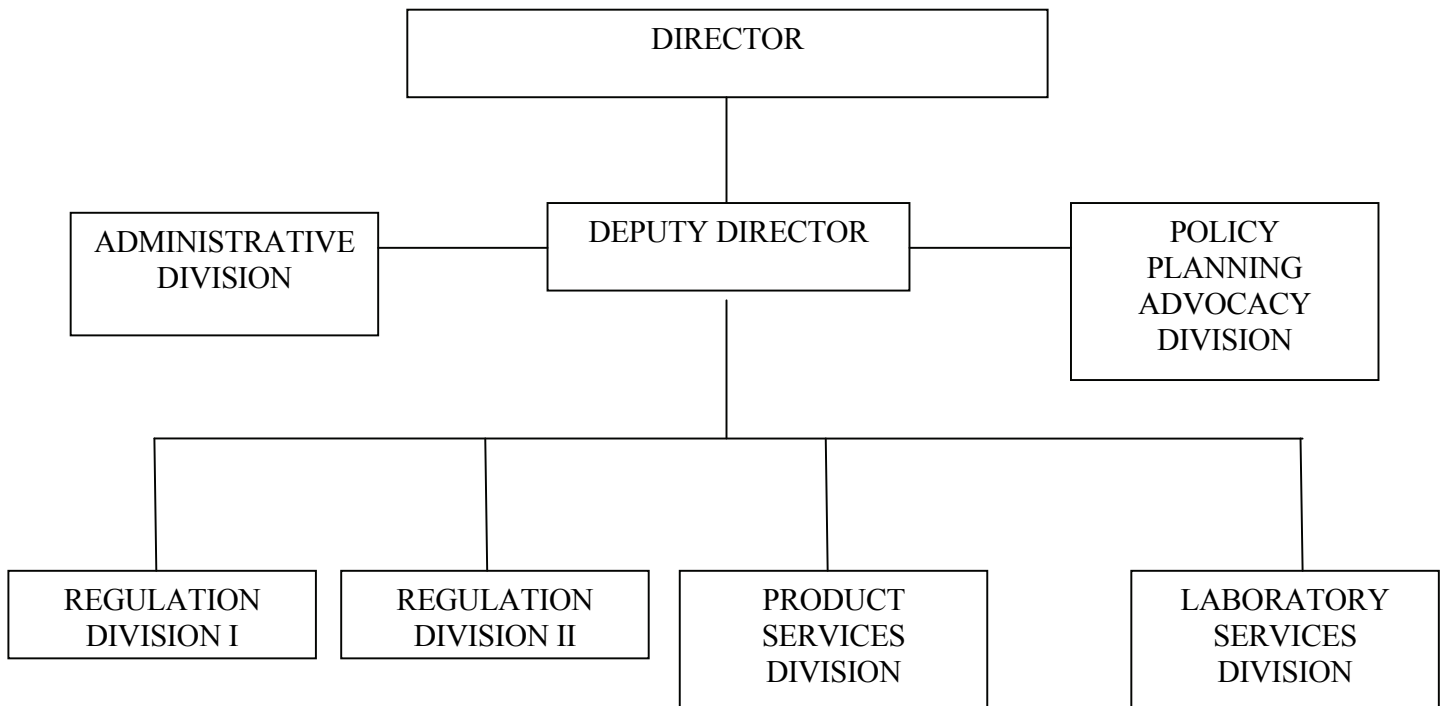 DIRECTOR
ADMINISTRATIVE
DIVISION
DEPUTY DIRECTOR
POLICY
PLANNING
ADVOCACY
DIVISION
REGULATION
DIVISION I
REGULATION
DIVISION II
PRODUCT
SERVICES
DIVISION
LABORATORY
SERVICES
DIVISION